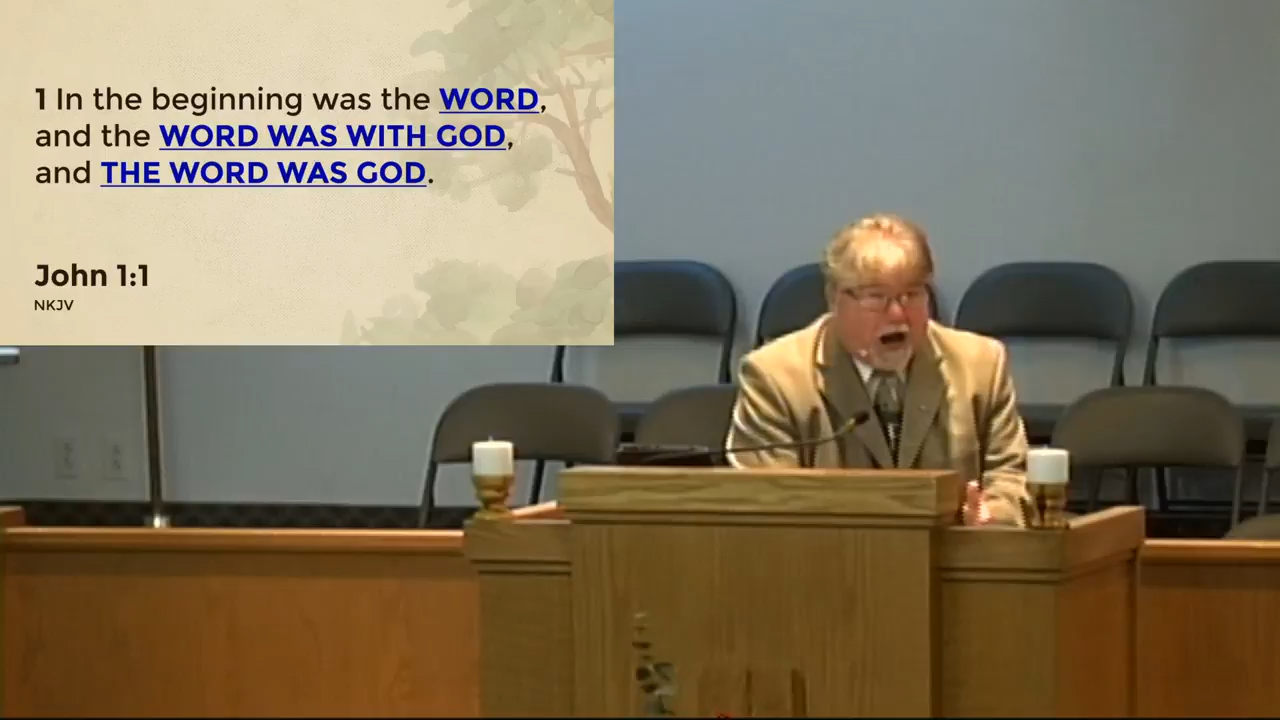 1 In the beginning was the WORD,
and the WORD WAS WITH GOD,
and THE WORD WAS GOD.
John 1:1
NKJV